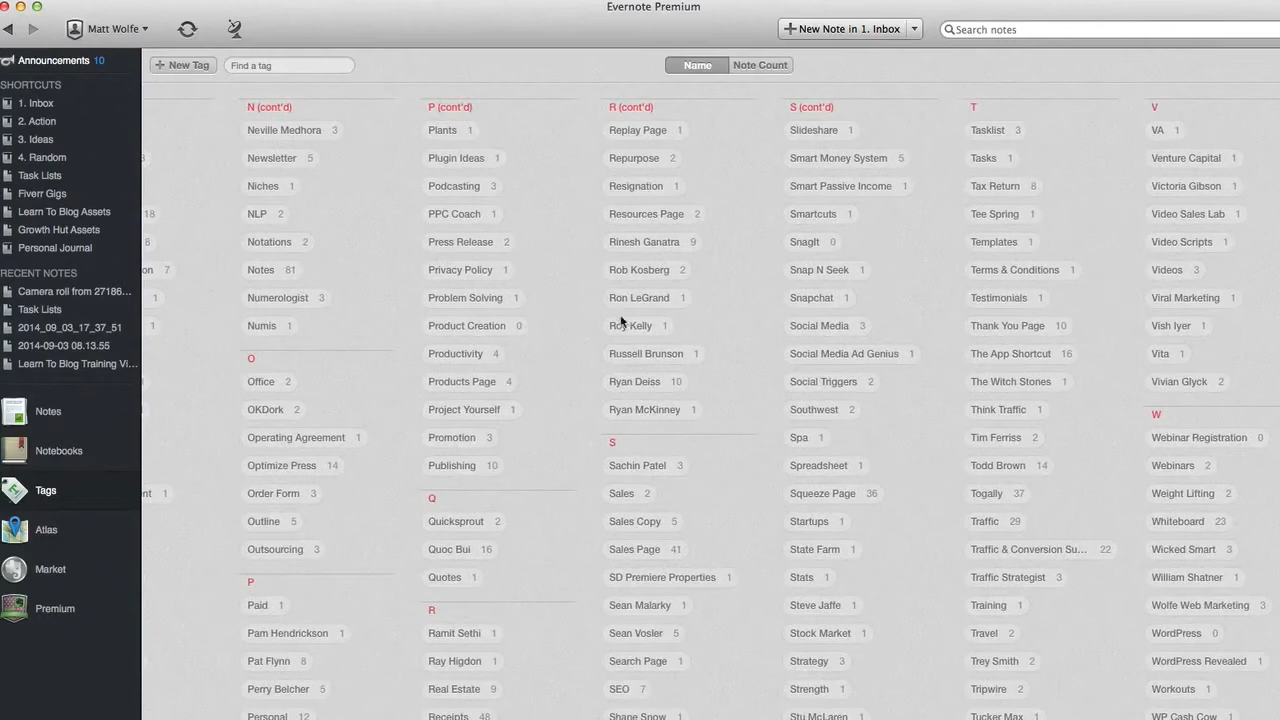 Evernote Premium
Matt Wolfe
New Note in 1. Inbox
Search notes
Announcements 10
SHORTCUTS
1. Inbox
2. Action
3. Ideas
4. Random
Task Lists
Fiverr Gigs
Learn To Blog Assets
Growth Hut Assets
Personal Journal
RECENT NOTES
Camera roll from 27186...
Task Lists
2014_09_03_17_37_51
2014-09-03 08.13.55
Learn To Blog Training Vi...
Notes
Notebooks
Tags
Atlas
Market
Premium
New Tag
Find a tag
Name
Note Count
18
8
7
1
1
1
N (cont'd)
Neville Medhora 3
Newsletter 5
Niches 1
NLP 2
Notations 2
Notes 81
Numerologist 3
Numis 1
O
Office 2
OKDork 2
Operating Agreement 1
Optimize Press 14
Order Form 3
Outline 5
Outsourcing 3
P
Paid 1
Pam Hendrickson 1
Pat Flynn 8
Perry Belcher 5
Personal 12
P (cont'd)
Plants 1
Plugin Ideas 1
Podcasting 3
PPC Coach 1
Press Release 2
Privacy Policy 1
Problem Solving 1
Product Creation 0
Productivity 4
Products Page 4
Project Yourself 1
Promotion 3
Publishing 10
Q
Quicksprout 2
Quoc Bui 16
Quotes 1
R
Ramit Sethi 1
Ray Higdon 1
Real Estate 9
Receipts 48
R (cont'd)
Replay Page 1
Repurpose 2
Resignation 1
Resources Page 2
Rinesh Ganatra 9
Rob Kosberg 2
Ron LeGrand 1
Kelly 1
Russell Brunson 1
Ryan Deiss 10
Ryan McKinney 1
S
Sachin Patel 3
Sales 2
Sales Copy 5
Sales Page 41
SD Premiere Properties 1
Sean Malarky 1
Sean Vosler 5
Search Page 1
SEO 7
Shane Snow 1
S (cont'd)
Slideshare 1
Smart Money System 5
Smart Passive Income 1
Smartcuts 1
SnagIt 0
Snap N Seek 1
Snapchat 1
Social Media 3
Social Media Ad Genius 1
Social Triggers 2
Southwest 2
Spa 1
Spreadsheet 1
Squeeze Page 36
Startups 1
State Farm 1
Stats 1
Steve Jaffe 1
Stock Market 1
Strategy 3
Strength 1
Stu McLaren 1
T
Tasklist 3
Tasks 1
Tax Return 8
Tee Spring 1
Templates 1
Terms & Conditions 1
Testimonials 1
Thank You Page 10
The App Shortcut 16
The Witch Stones 1
Think Traffic 1
Tim Ferriss 2
Todd Brown 14
Togally 37
Traffic 29
Traffic & Conversion Su... 22
Traffic Strategist 3
Training 1
Travel 2
Trey Smith 2
Tripwire 2
Tucker Max 1
V
VA 1
Venture Capital 1
Victoria Gibson 1
Video Sales Lab 1
Video Scripts 1
Videos 3
Viral Marketing 1
Vish Iyer 1
Vita 1
Vivian Glyck 2
W
Webinar Registration 0
Webinars 2
Weight Lifting 2
Whiteboard 23
Wicked Smart 3
William Shatner 1
Wolfe Web Marketing 3
WordPress 0
WordPress Revealed 1
Workouts 1
WP Cash Cow 1